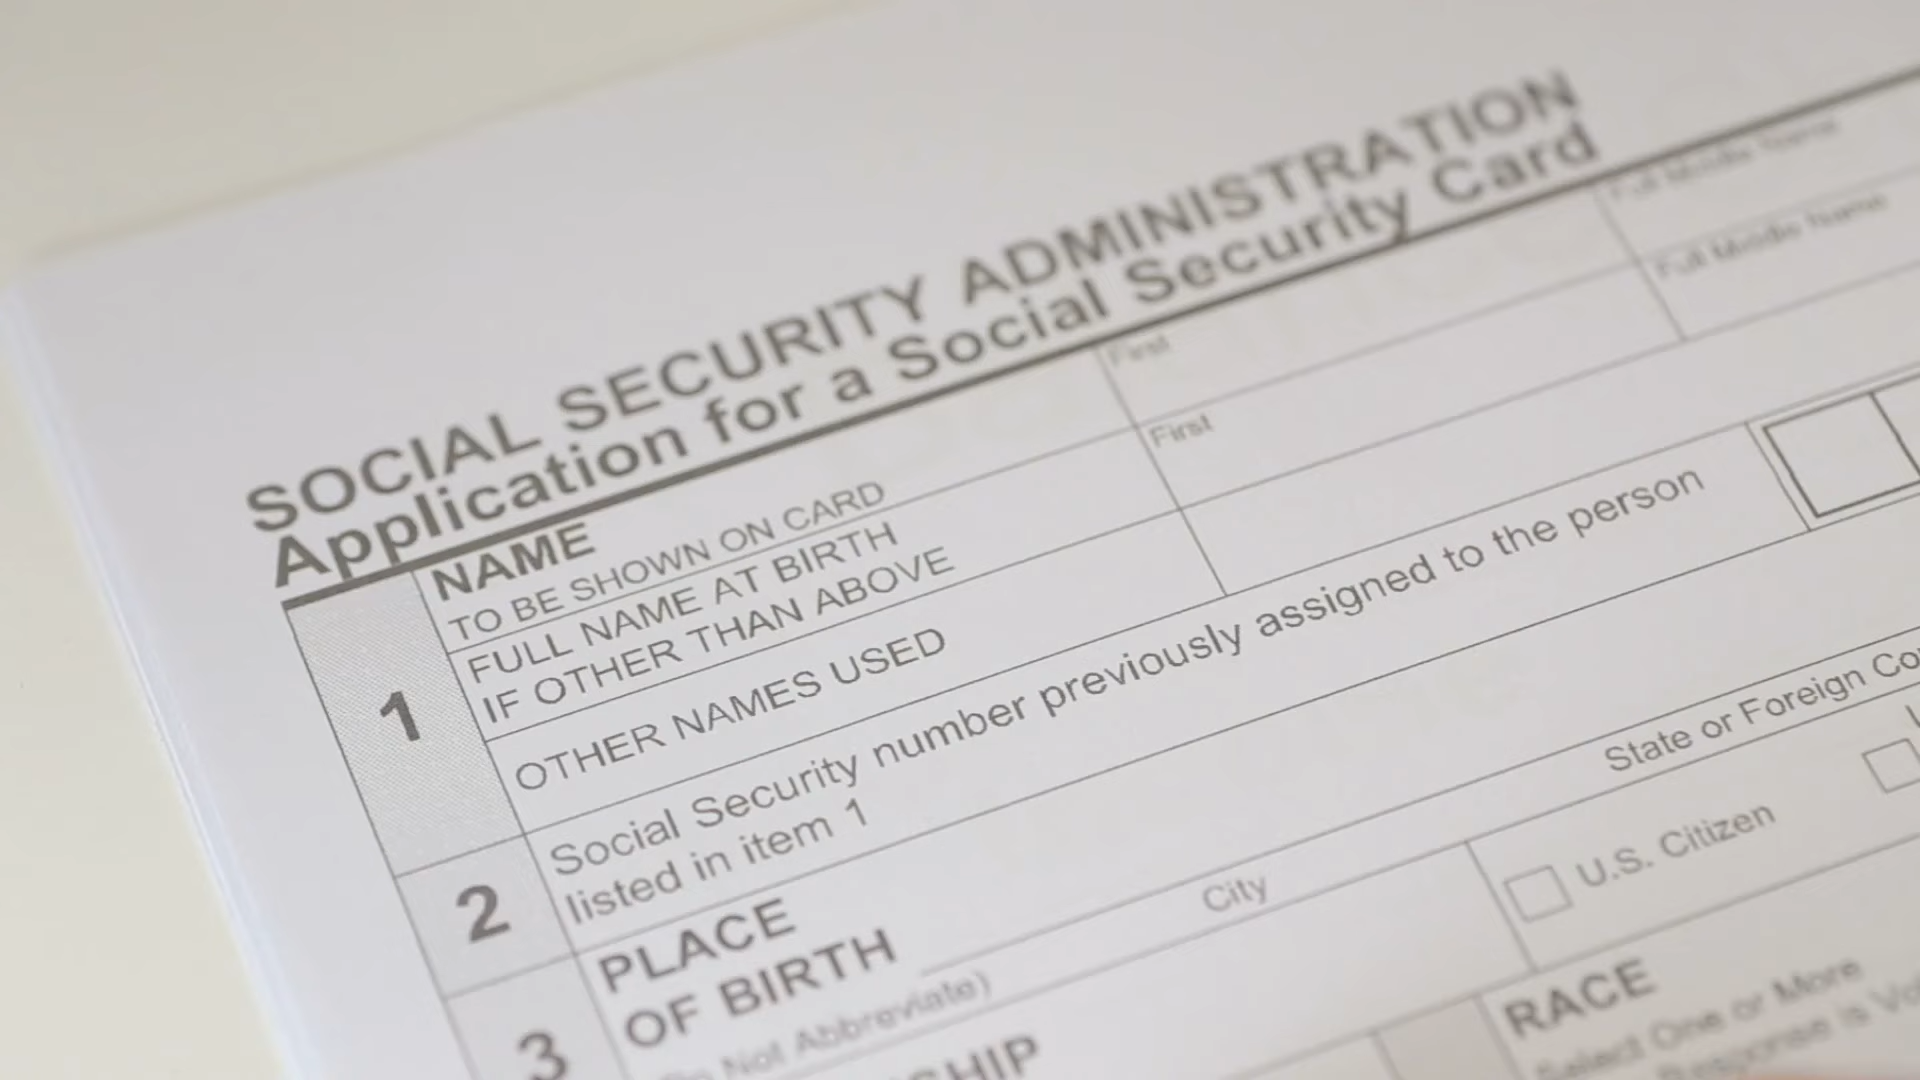 SOCIAL SECURITY ADMINISTRATION
Application for a Social Security Card
1
NAME
TO BE SHOWN ON CARD
First
Full Middle Name
FULL NAME AT BIRTH
IF OTHER THAN ABOVE
First
Full Middle Name
OTHER NAMES USED
2
Social Security number previously assigned to the person
listed in item 1
3
PLACE
OF BIRTH
Not Abbreviate)
City
State or Foreign
U.S. Citizen
RACE
Select One or More
Response is